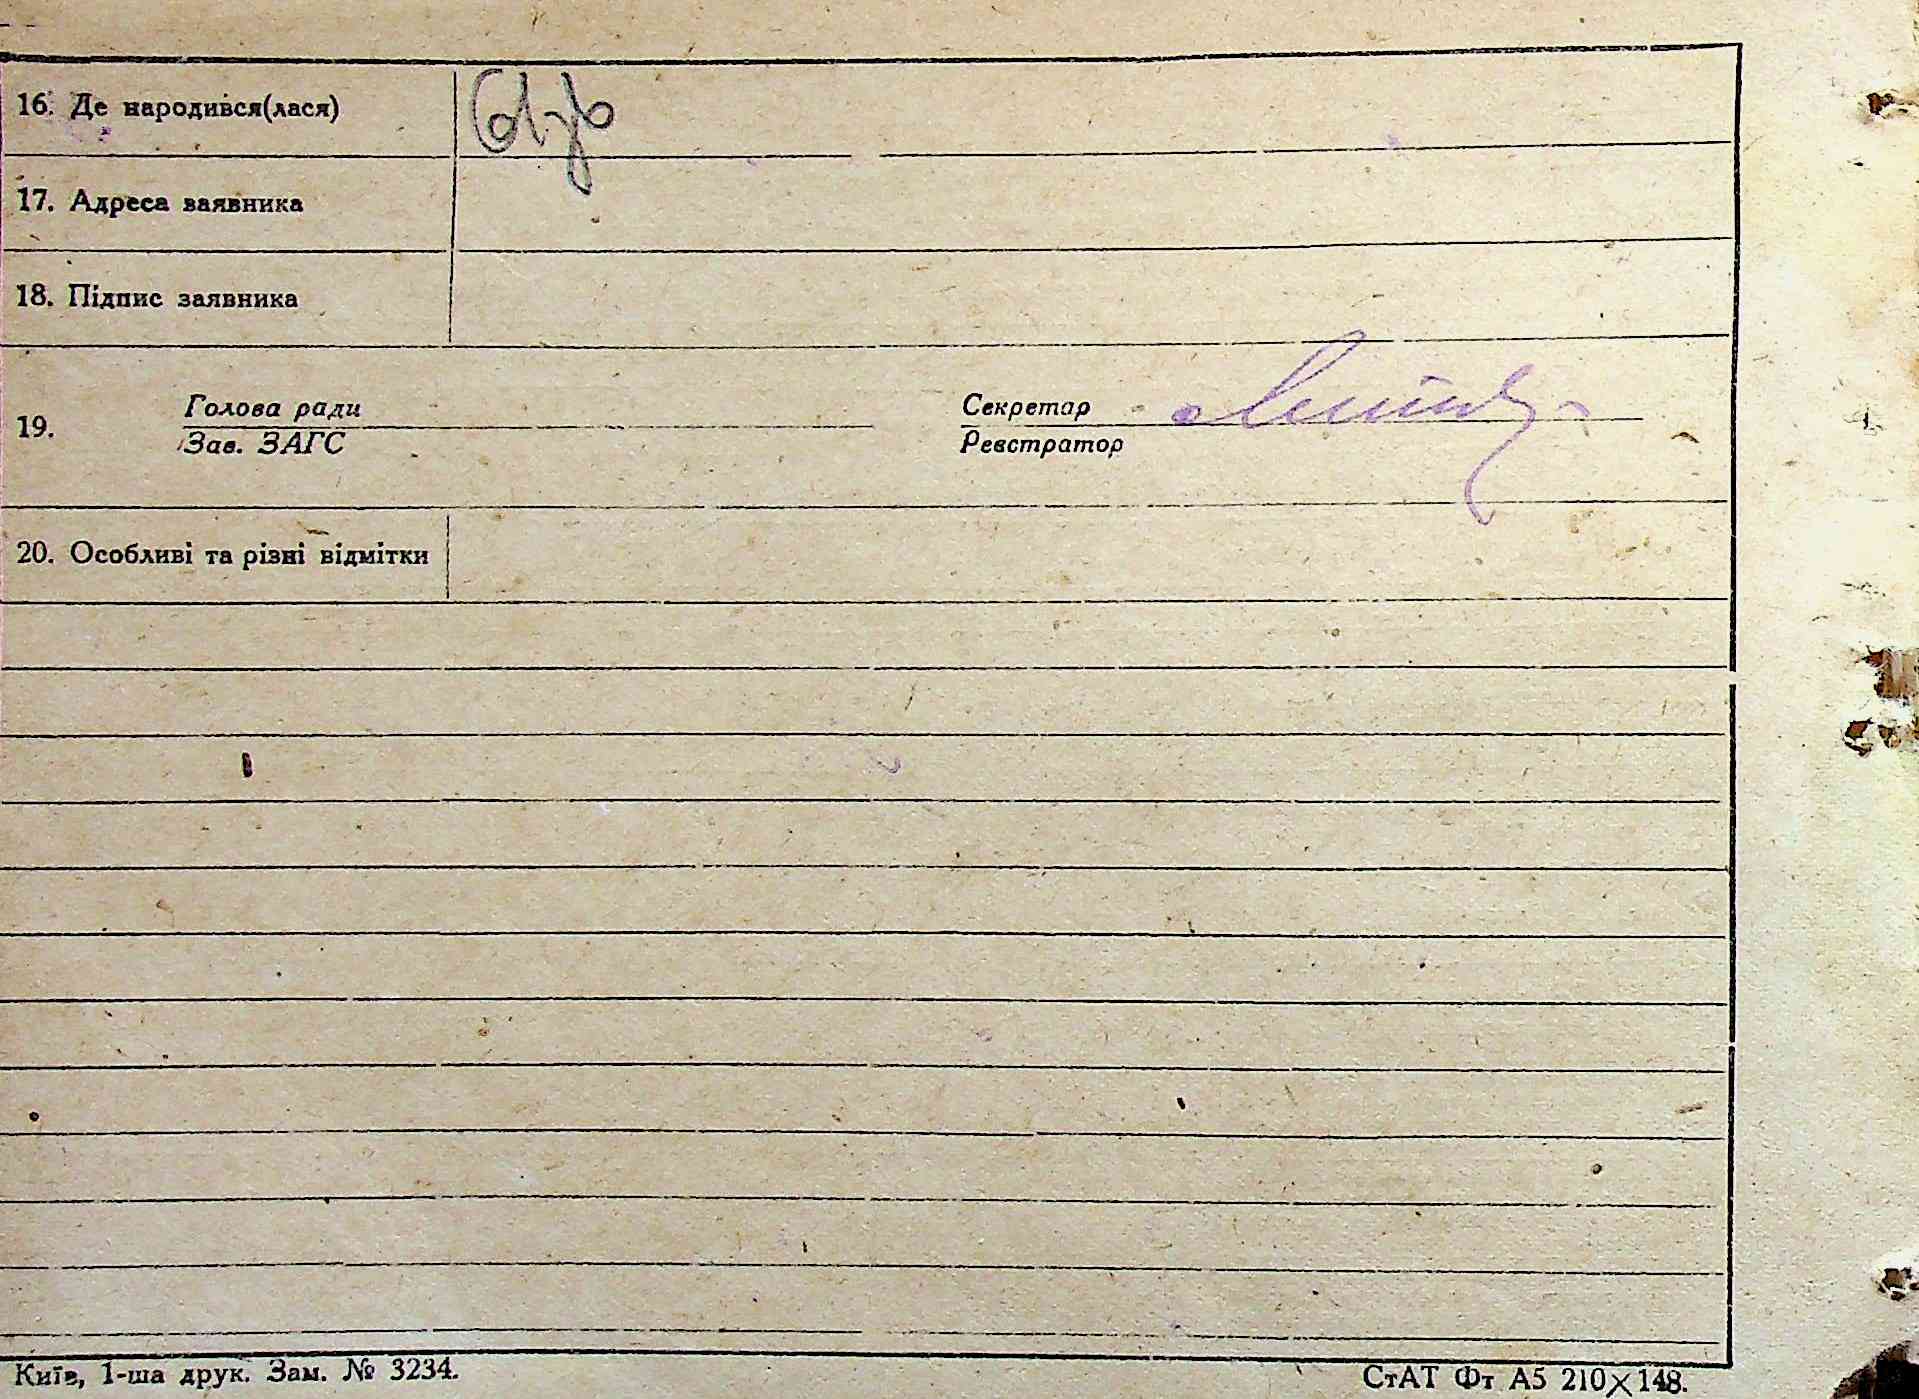 16. Де народився(лася)
17. Адреса заявника
18. Підпис заявника
19. Голова ради Секретар
Зав. ЗАГС Реєстратор
20. Особливі та різні відмітки
Київ, 1-ша друк. Зам. № 3234. СтАТ Фт А5 210×148.